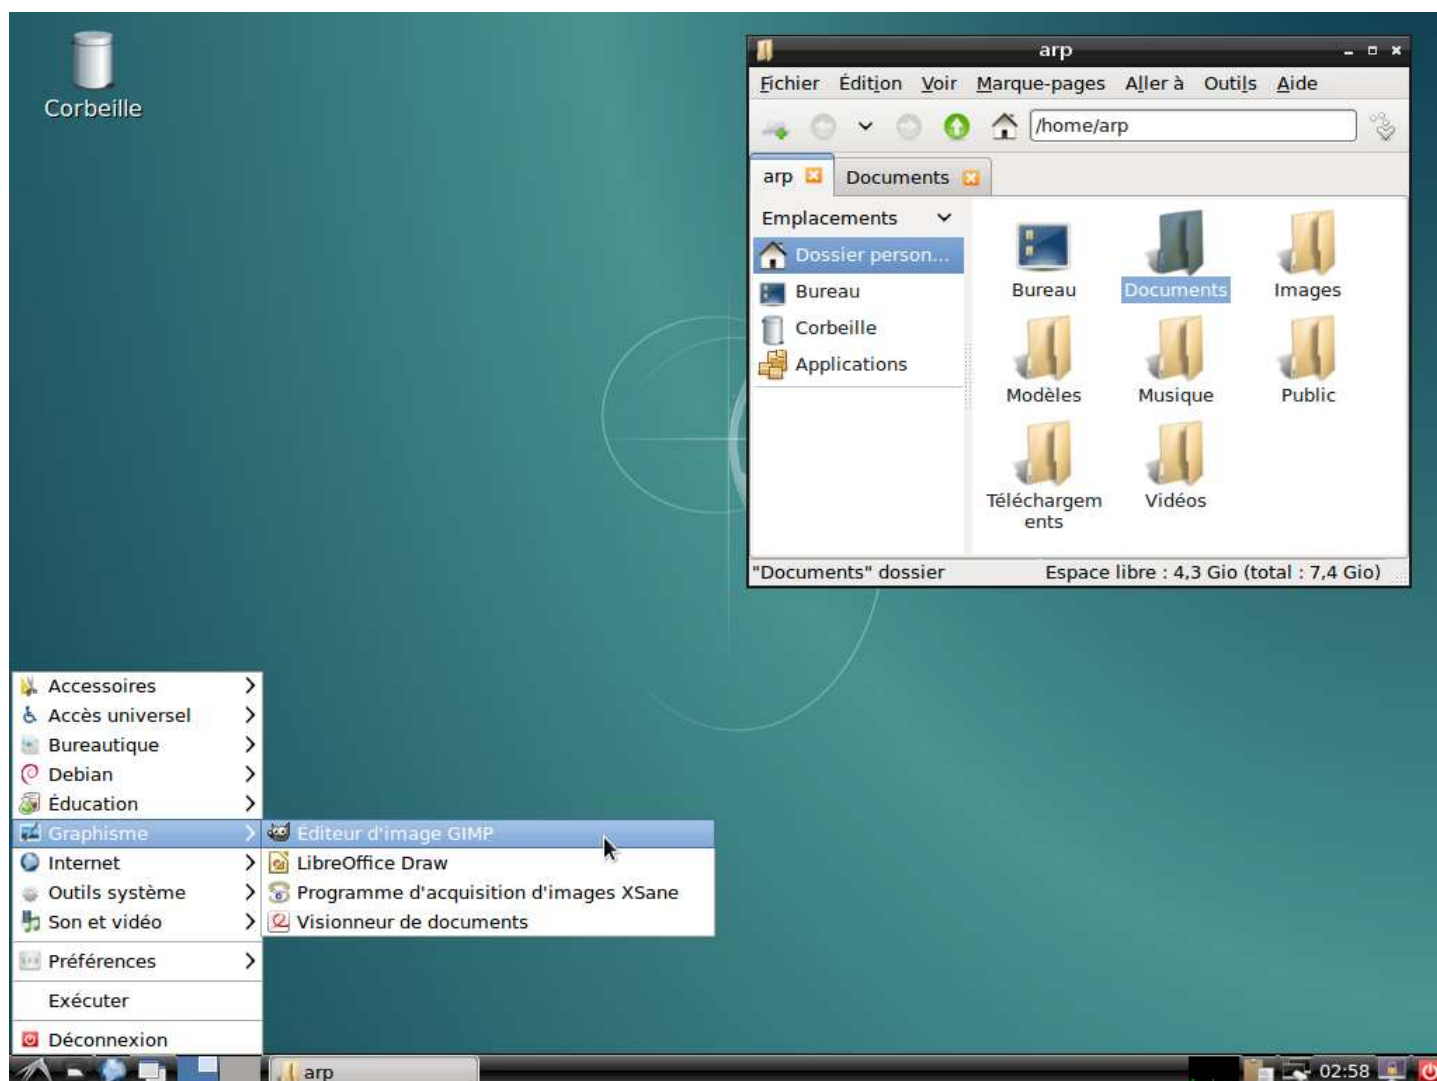 Corbeille
arp
Fichier Édition Voir Marque-pages Aller à Outils Aide
/home/arp
arp Documents
Emplacements
Dossier person...
Bureau
Corbeille
Applications
Bureau Documents Images
Modèles Musique Public
Téléchargem
ents
Vidéos
"Documents" dossier Espace libre : 4,3 Gio (total : 7,4 Gio)
Accessoires
Accès universel
Bureautique
Debian
Éducation
Graphisme
Internet
Outils système
Son et vidéo
Préférences
Exécuter
Déconnexion
Éditeur d'image GIMP
LibreOffice Draw
Programme d'acquisition d'images XSane
Visionneur de documents
arp
02:58